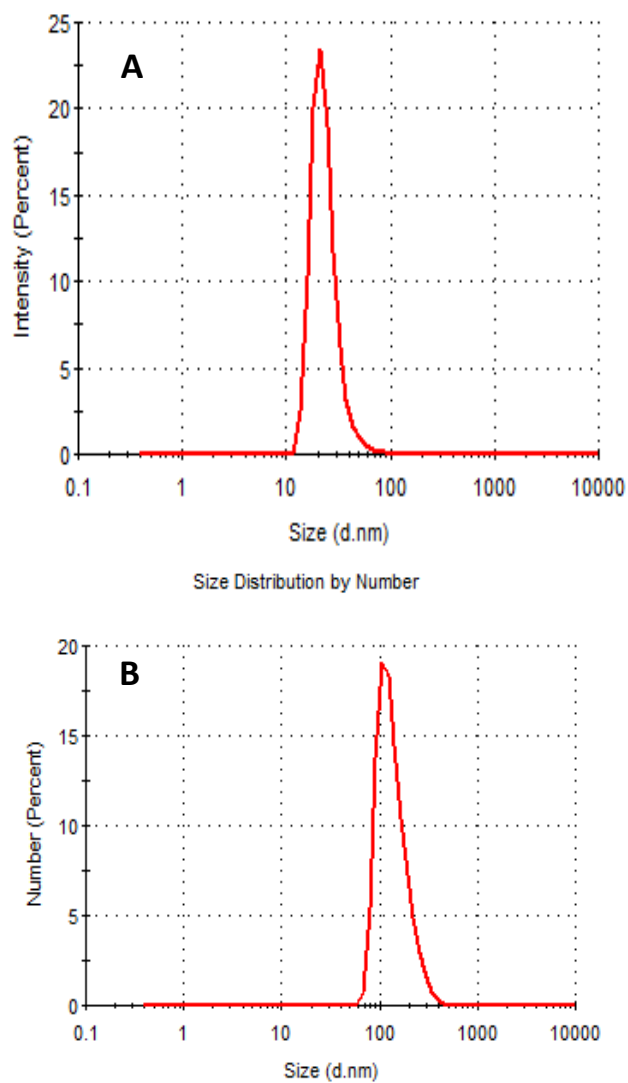 A
Intensity (Percent)
25
20
15
10
5
0
0.1 1 10 100 1000 10000
Size (d.nm)
Size Distribution by Number
B
Number (Percent)
20
15
10
5
0
0.1 1 10 100 1000 10000
Size (d.nm)